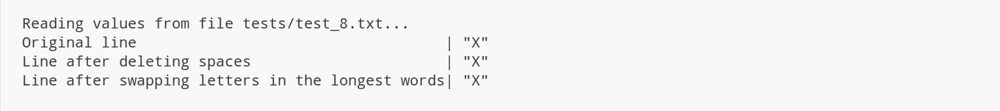 Reading values from file tests/test_8.txt...
Original line                                   | "X"
Line after deleting spaces                      | "X"
Line after swapping letters in the longest words| "X"